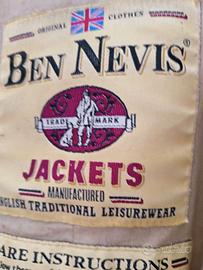 ORIGINAL CLOTHES
BEN NEVIS®
TRADE MARK
JACKETS
MANUFACTURED
NGLISH TRADITIONAL LEISUREWEAR
ARE INSTRUCTIONS